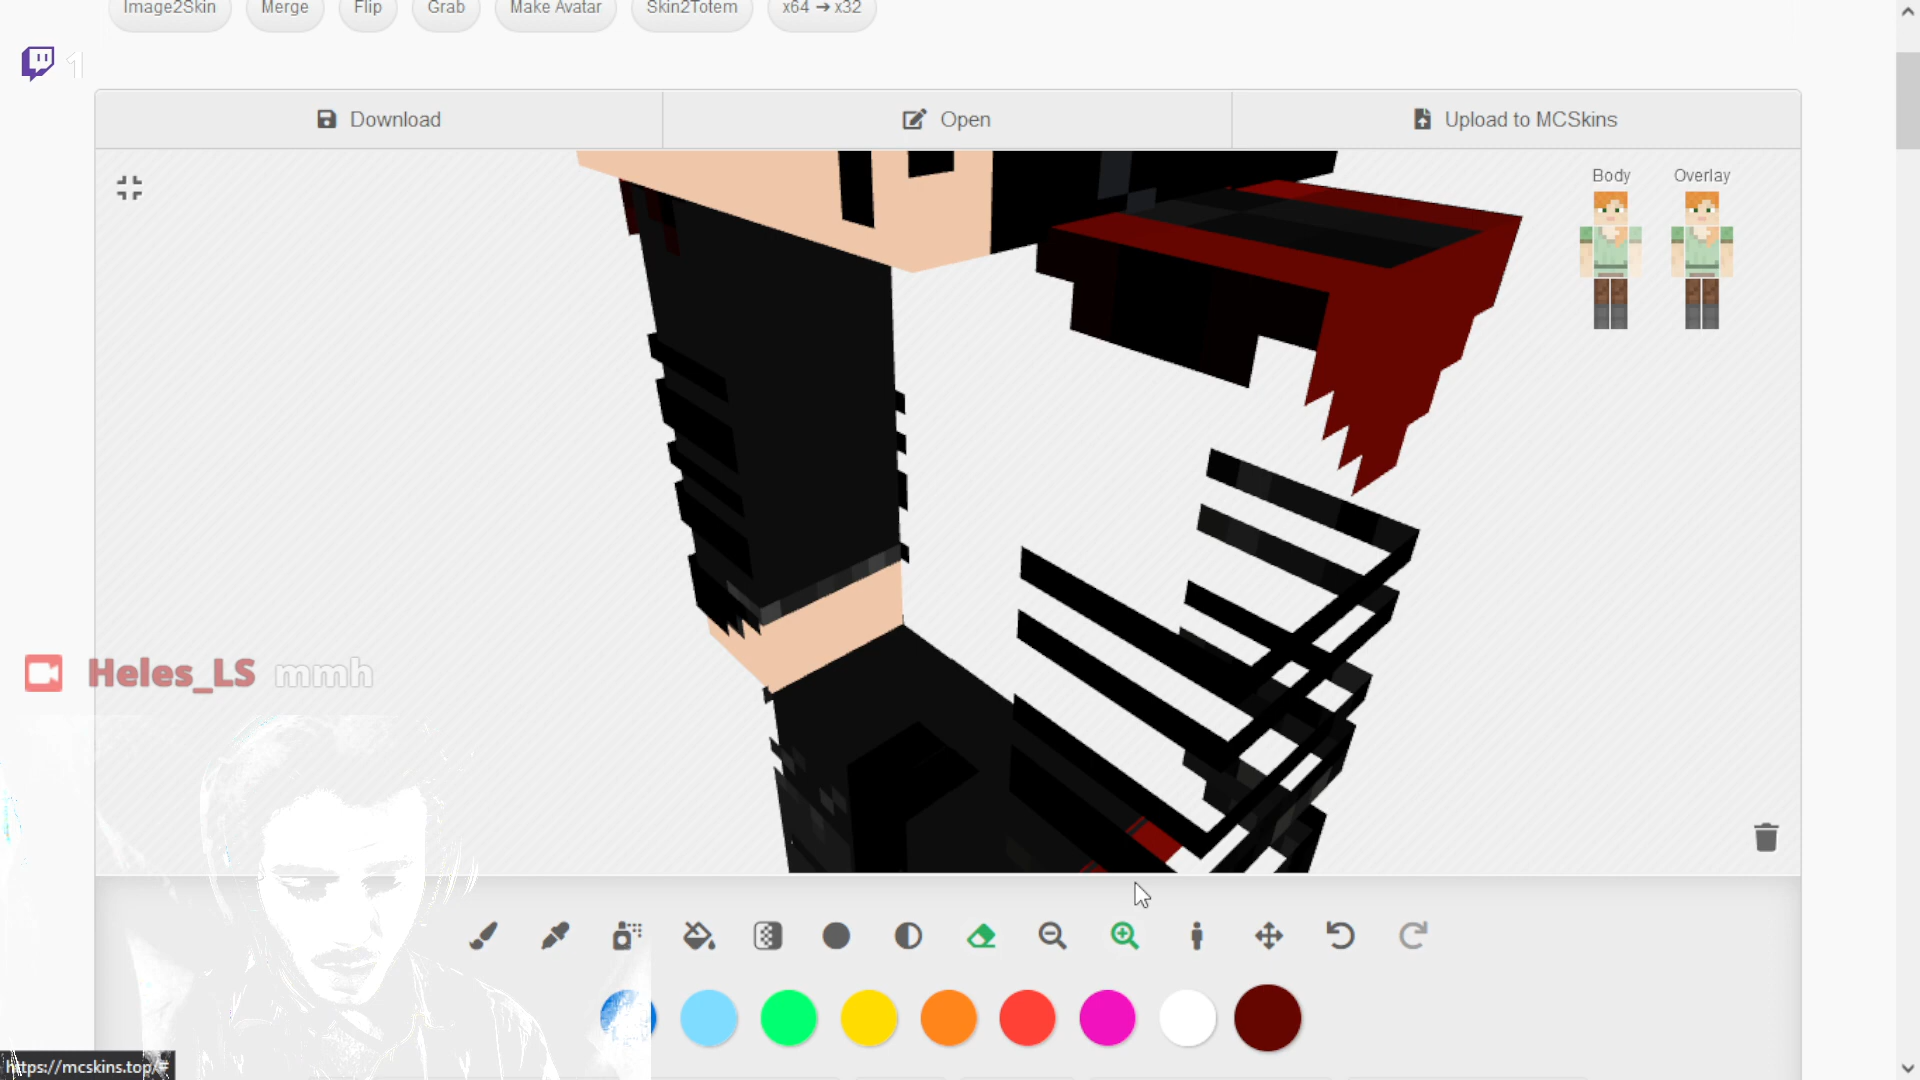 Image2Skin Merge Flip Grab Make Avatar Skin2Totem x64 → x32
1
Download Open Upload to MCSkins
Body Overlay
Heles_LS mmh
https://mcskins.top/#